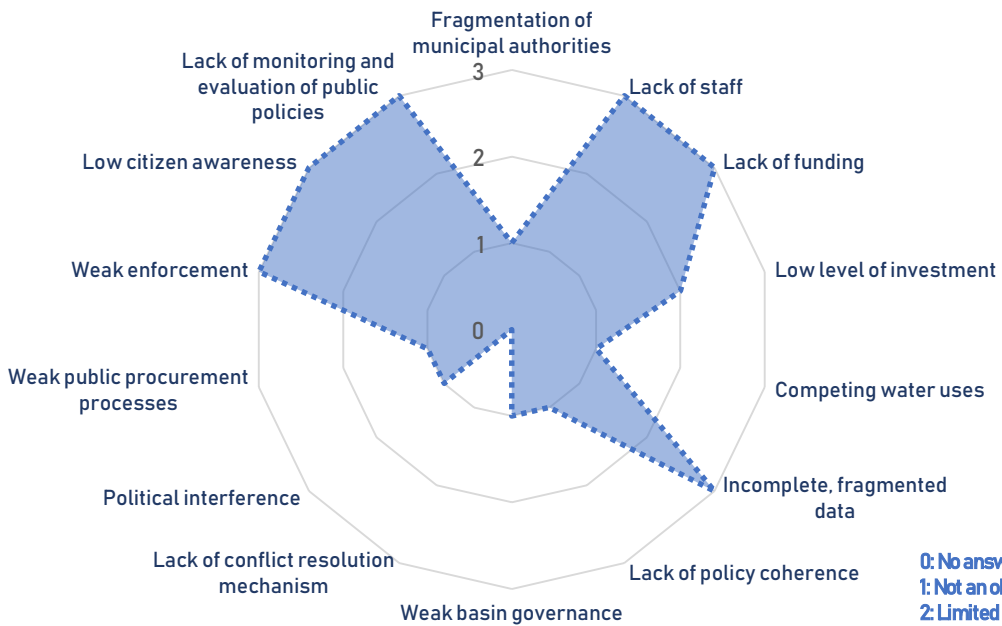 Fragmentation of
municipal authorities
Lack of staff
Lack of funding
Low level of investment
Competing water uses
Incomplete, fragmented
data
Lack of policy coherence
Weak basin governance
Lack of conflict resolution
mechanism
Political interference
Weak public procurement
processes
Weak enforcement
Low citizen awareness
Lack of monitoring and
evaluation of public
policies
3
2
1
0
0: No
1: Not an
2: Limited